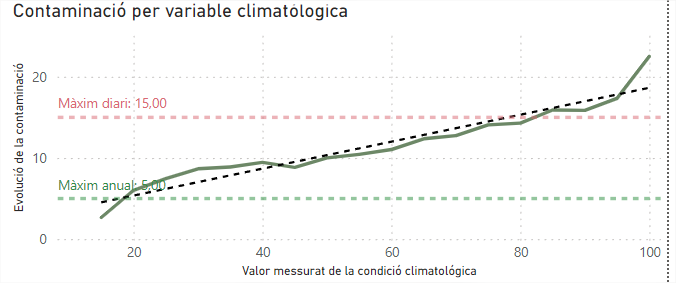 Contaminació per variable climatològica
Evolució de la contaminació
20
10
0
Màxim diari: 15,00
Màxim anual: 5,00
20
40
60
80
100
Valor messurat de la condició climatològica